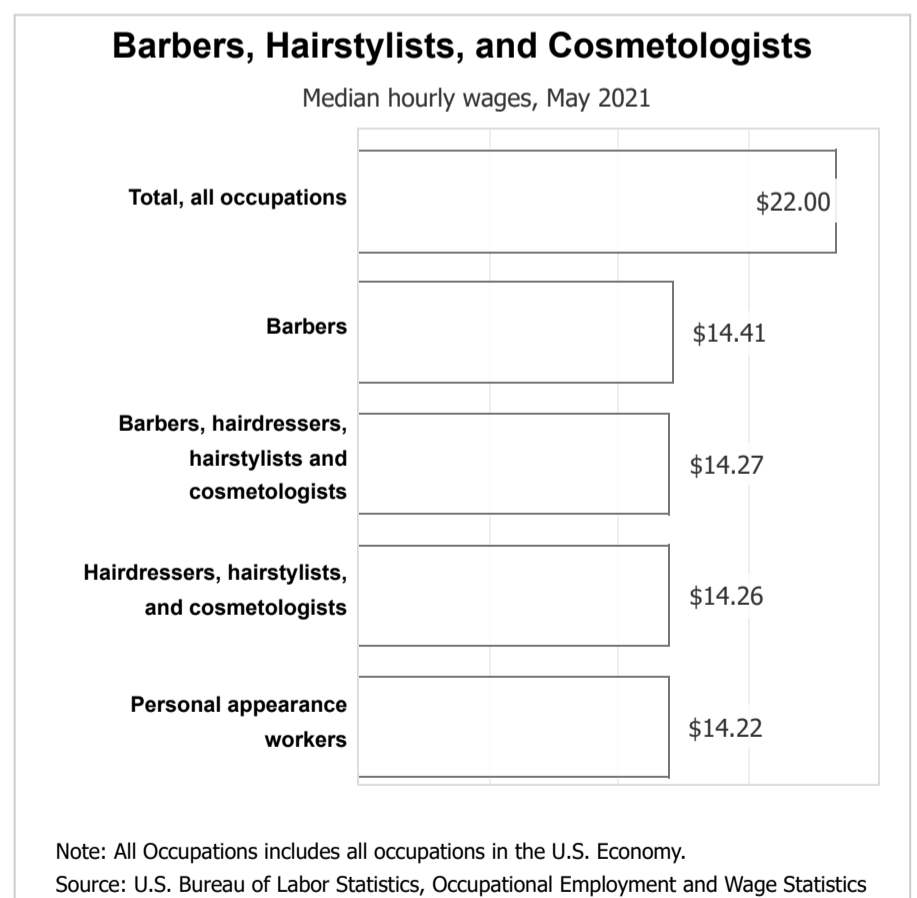 Barbers, Hairstylists, and Cosmetologists
Median hourly wages, May 2021
Total, all occupations
$22.00
Barbers
$14.41
Barbers, hairdressers,
hairstylists and
cosmetologists
$14.27
Hairdressers, hairstylists,
and cosmetologists
$14.26
Personal appearance
workers
$14.22
Note: All Occupations includes all occupations in the U.S. Economy.
Source: U.S. Bureau of Labor Statistics, Occupational Employment and Wage Statistics